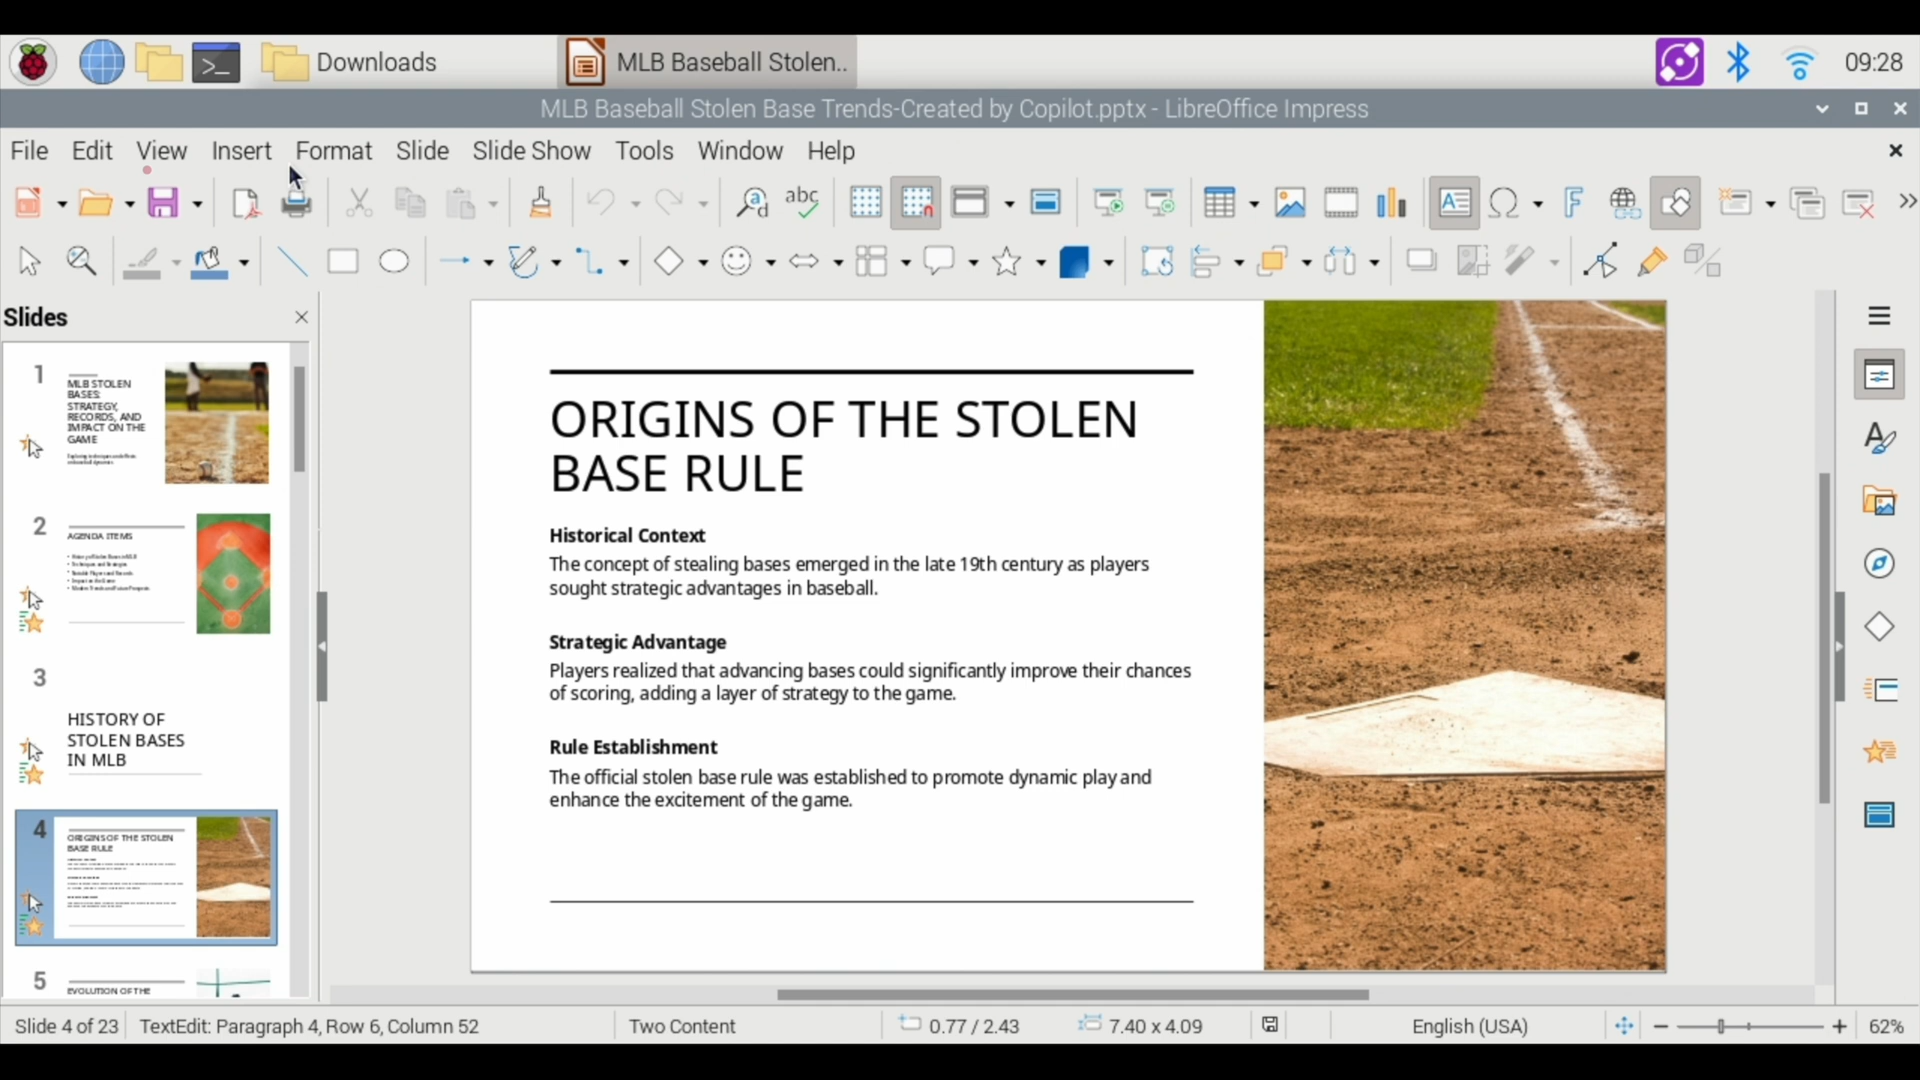 Downloads
MLB Baseball Stolen..
09:28
MLB Baseball Stolen Base Trends-Created by Copilot.pptx - LibreOffice Impress
File Edit View Insert Format Slide Slide Show Tools Window Help
Slides
1
MLB STOLEN
BASES:
STRATEGY,
RECORDS, AND
IMPACT ON THE
GAME
2
AGENDA ITEMS
3
HISTORY OF
STOLEN BASES
IN MLB
4
ORIGINS OF THE STOLEN
BASE RULE
5
EVOLUTION OF THE
ORIGINS OF THE STOLEN
BASE RULE
Historical Context
The concept of stealing bases emerged in the late 19th century as players
sought strategic advantages in baseball.
Strategic Advantage
Players realized that advancing bases could significantly improve their chances
of scoring, adding a layer of strategy to the game.
Rule Establishment
The official stolen base rule was established to promote dynamic play and
enhance the excitement of the game.
Slide 4 of 23
TextEdit: Paragraph 4, Row 6, Column 52
Two Content
0.77 / 2.43
7.40 x 4.09
English (USA)
62%